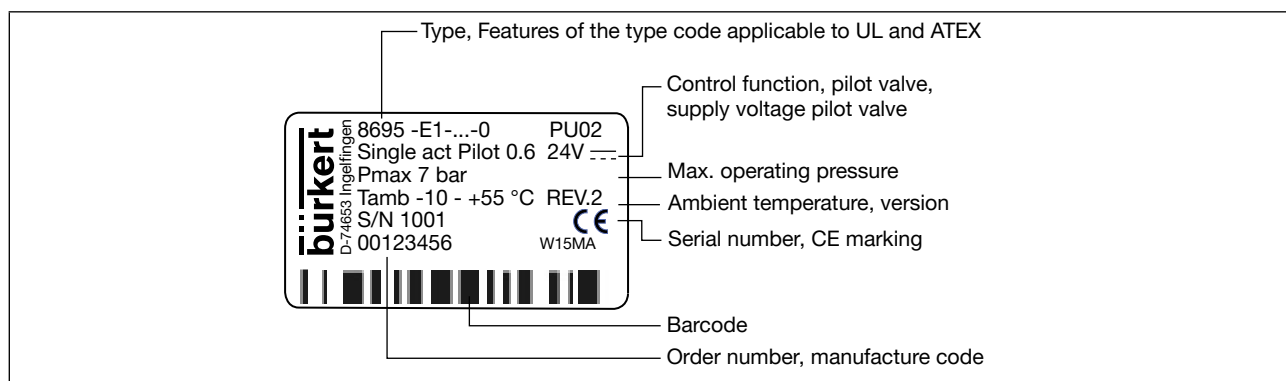 Type, Features of the type code applicable to UL and ATEX
Control function, pilot valve,
supply voltage pilot valve
Max. operating pressure
Ambient temperature, version
Serial number, CE marking
Barcode
Order number, manufacture code
bürkert
D-74653 Ingelfingen
8695 -E1-...-0 PU02
Single act Pilot 0.6 24V
Pmax 7 bar
Tamb -10 - +55 °C REV.2
S/N 1001 CE
00123456 W15MA